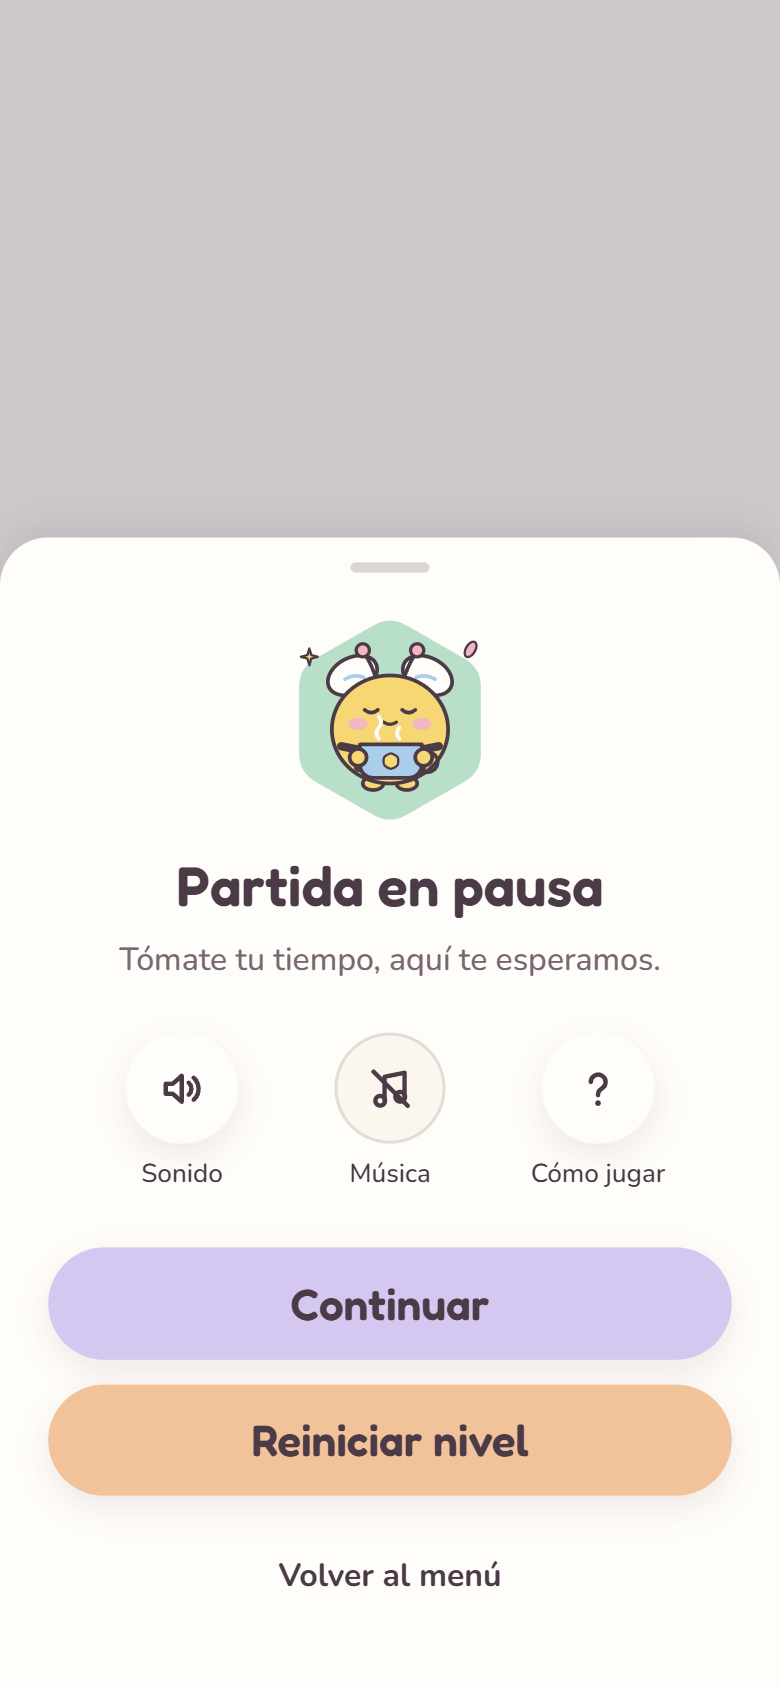 Partida en pausa
Tómate tu tiempo, aquí te esperamos.
Sonido
Música
?
Cómo jugar
Continuar
Reiniciar nivel
Volver al menú